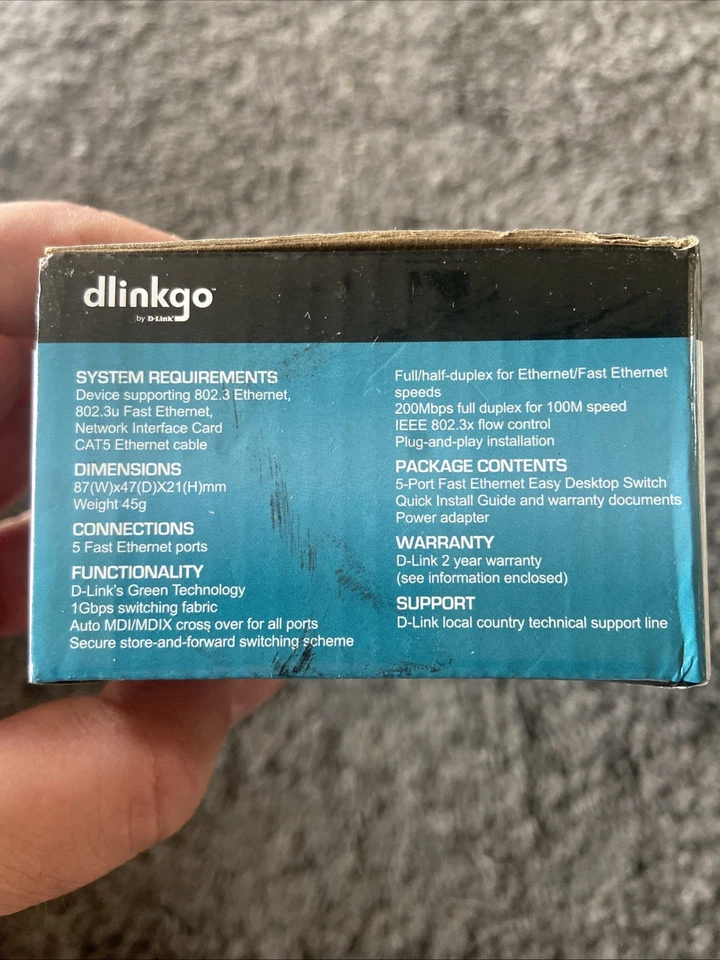 dlinkgo™
by D-Link®
SYSTEM REQUIREMENTS
Device supporting 802.3 Ethernet,
802.3u Fast Ethernet,
Network Interface Card
CAT5 Ethernet cable
DIMENSIONS
87(W)x47(D)X21(H)mm
Weight 45g
CONNECTIONS
5 Fast Ethernet ports
FUNCTIONALITY
D-Link's Green Technology
1Gbps switching fabric
Auto MDI/MDIX cross over for all ports
Secure store-and-forward switching scheme
Full/half-duplex for Ethernet/Fast Ethernet
speeds
200Mbps full duplex for 100M speed
IEEE 802.3x flow control
Plug-and-play installation
PACKAGE CONTENTS
5-Port Fast Ethernet Easy Desktop Switch
Quick Install Guide and warranty documents
Power adapter
WARRANTY
D-Link 2 year warranty
(see information enclosed)
SUPPORT
D-Link local country technical support line